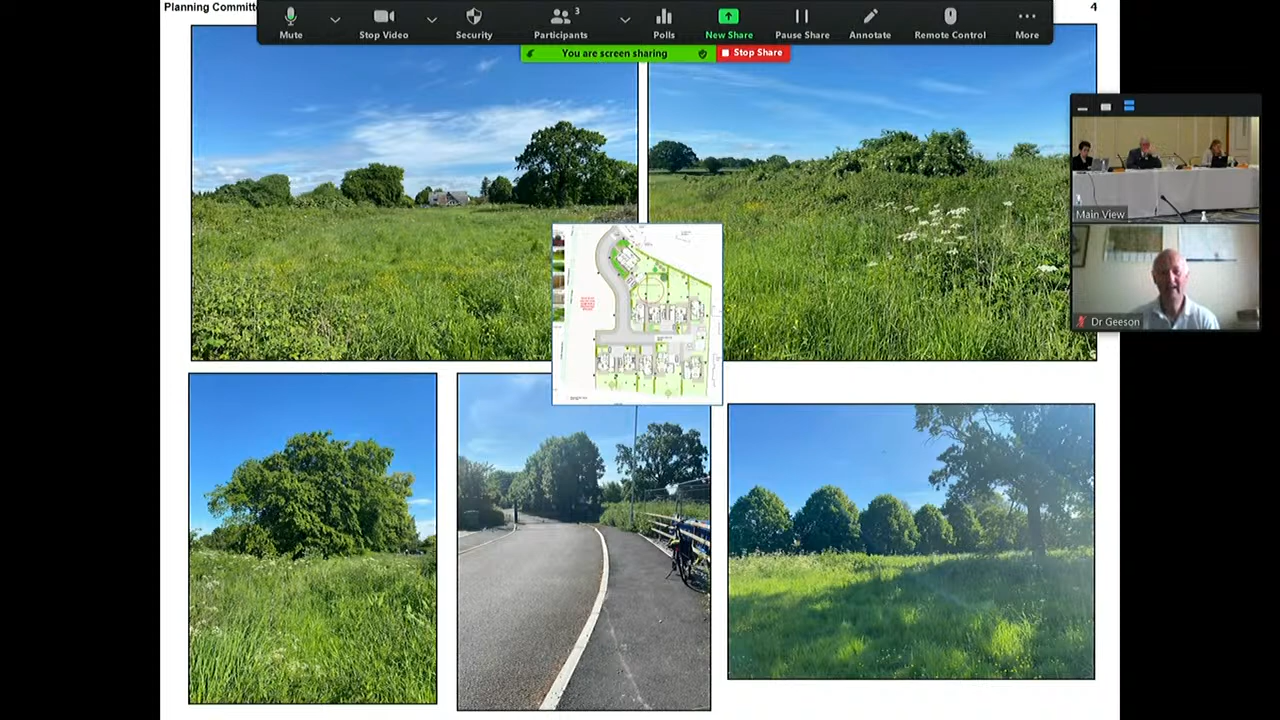 Planning Committe
4
3
Mute
Stop Video
Security
Participants
Polls
New Share
Pause Share
Annotate
Remote Control
More
You are screen sharing
Stop Share
Main View
Dr Geeson